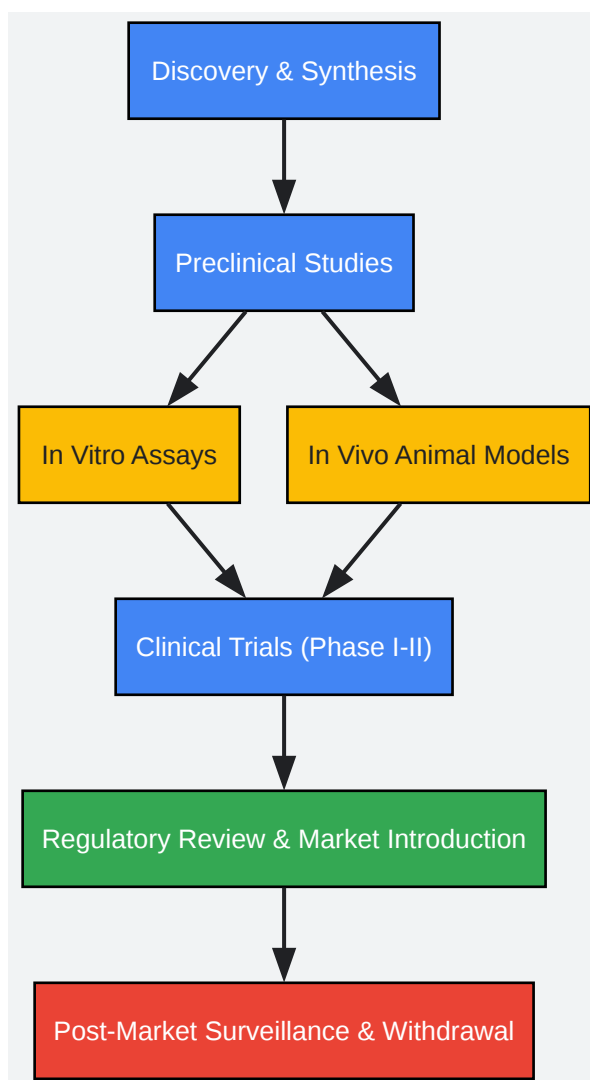 Discovery & Synthesis
Preclinical Studies
In Vitro Assays
In Vivo Animal Models
Clinical Trials (Phase I-II)
Regulatory Review & Market Introduction
Post-Market Surveillance & Withdrawal